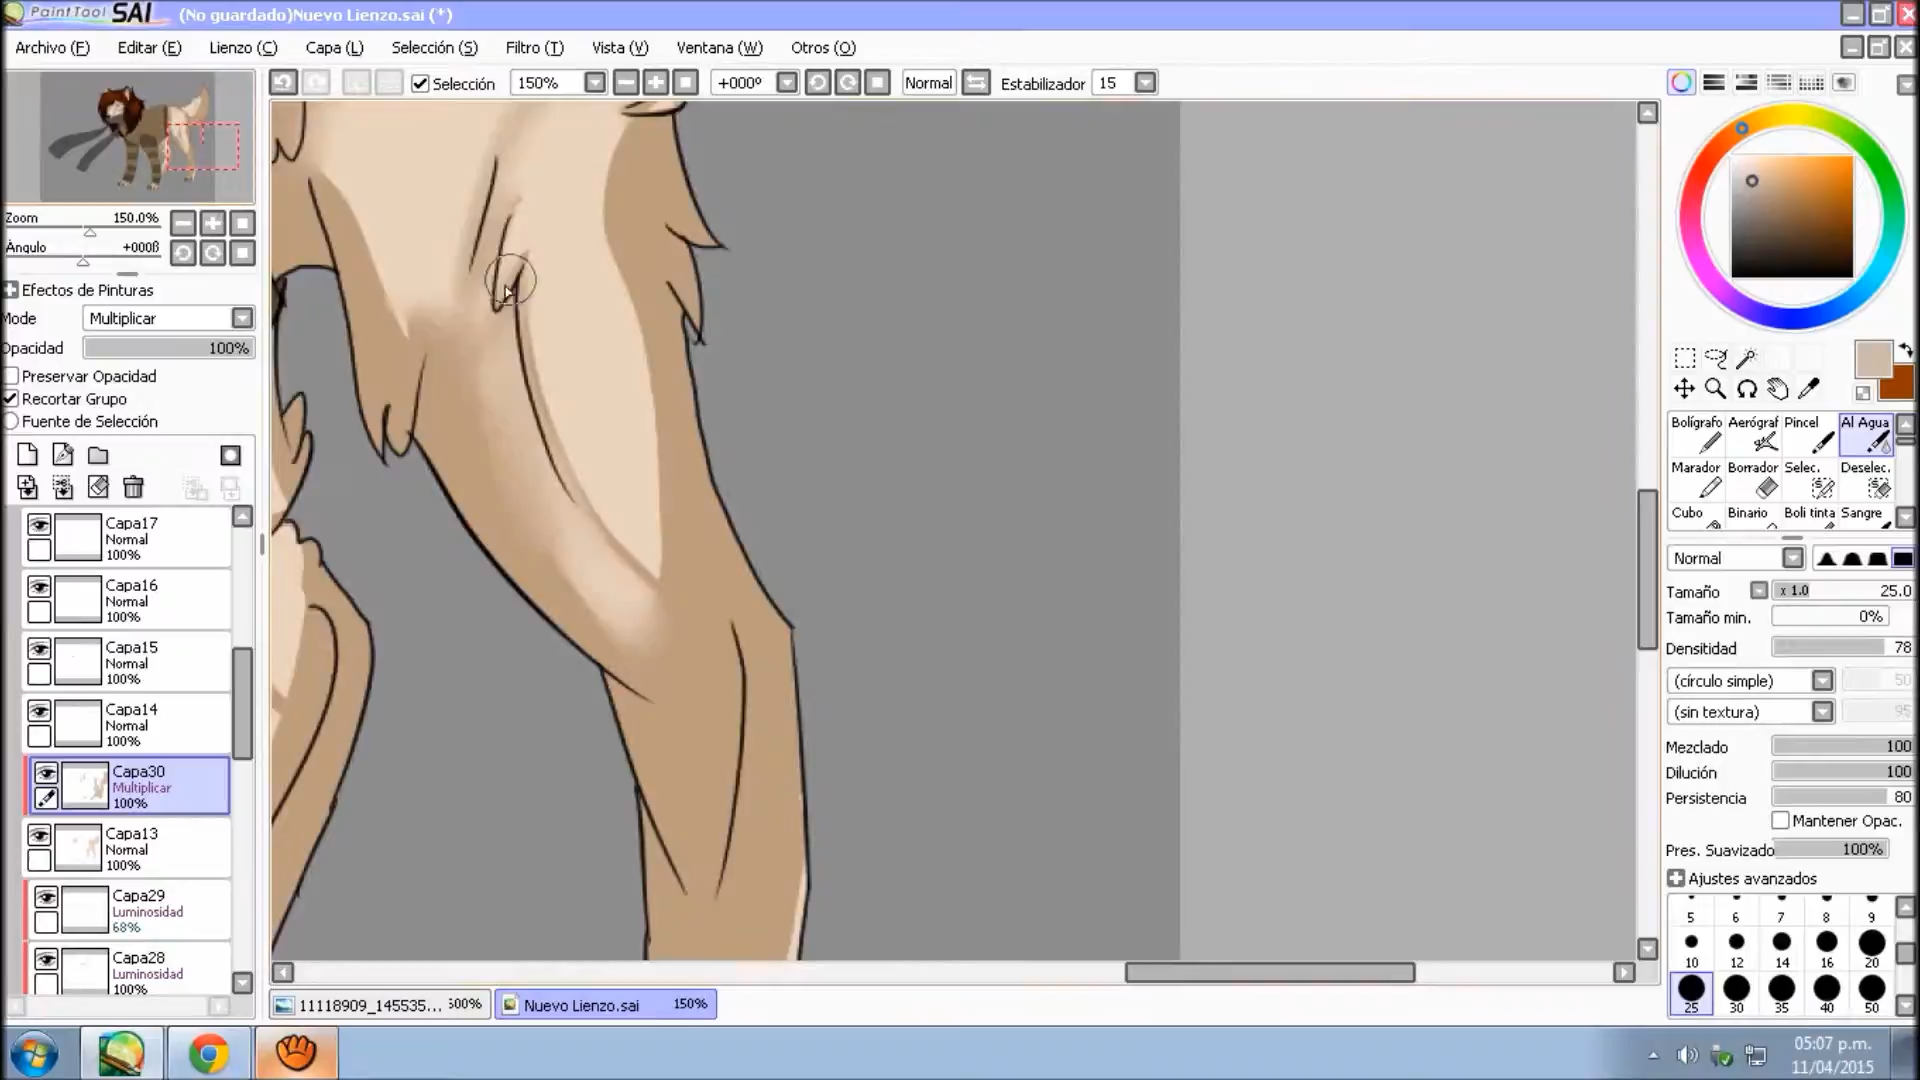 PaintTool SAI (No guardado)Nuevo Lienzo.sai (*)
Archivo (F) Editar (E) Lienzo (C) Capa (L) Selección (S) Filtro (T) Vista (V) Ventana (W) Otros (O)
Selección 150% +000º Normal Estabilizador 15
Zoom 150.0%
Ángulo +000ß
Efectos de Pinturas
Mode Multiplicar
Opacidad 100%
Preservar Opacidad
Recortar Grupo
Fuente de Selección
Capa17
Normal
100%
Capa16
Normal
100%
Capa15
Normal
100%
Capa14
Normal
100%
Capa30
Multiplicar
100%
Capa13
Normal
100%
Capa29
Luminosidad
68%
Capa28
Luminosidad
100%
Bolígrafo Aerógraf Pincel Al Agua
Marador Borrador Selec. Deselec.
Cubo Binario Boli tinta Sangre
Normal
Tamaño x 1.0 25.0
Tamaño min. 0%
Densitidad 78
(círculo simple) 50
(sin textura) 95
Mezclado 100
Dilución 100
Persistencia 80
Mantener Opac.
Pres. Suavizado 100%
Ajustes avanzados
5 6 7 8 9
10 12 14 16 20
25 30 35 40 50
11118909_145535... 300% Nuevo Lienzo.sai 150%
05:07 p.m.
11/04/2015